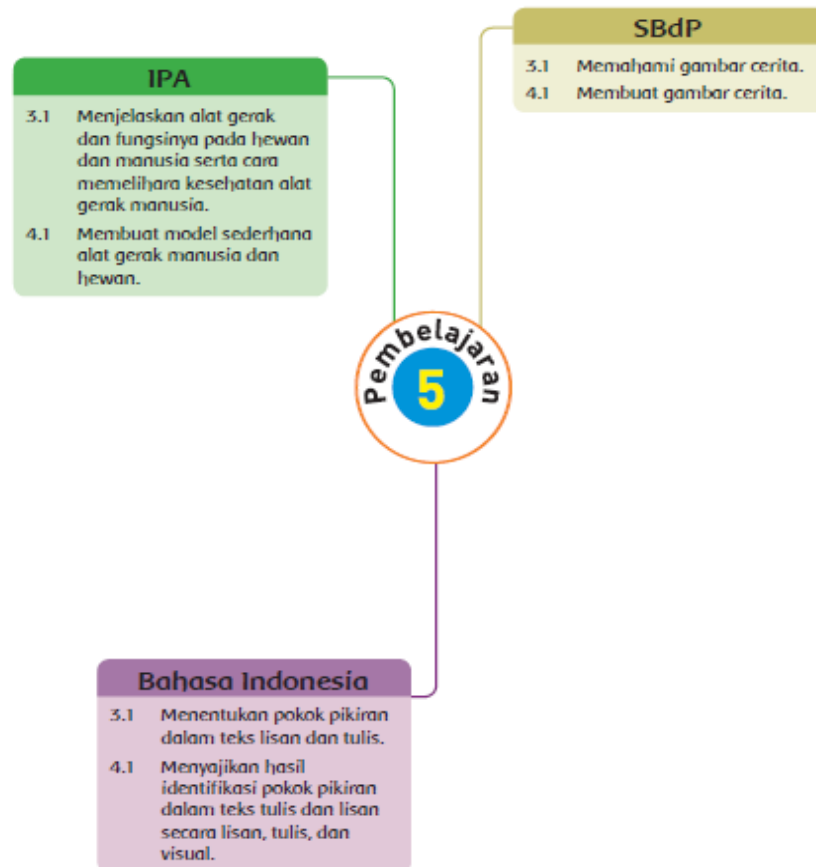 SBdP
3.1 Memahami gambar cerita.
4.1 Membuat gambar cerita.
IPA
3.1 Menjelaskan alat gerak
dan fungsinya pada hewan
dan manusia serta cara
memelihara kesehatan alat
gerak manusia.
4.1 Membuat model sederhana
alat gerak manusia dan
hewan.
Pembelajaran
5
Bahasa Indonesia
3.1 Menentukan pokok pikiran
dalam teks lisan dan tulis.
4.1 Menyajikan hasil
identifikasi pokok pikiran
dalam teks tulis dan lisan
secara lisan, tulis, dan
visual.